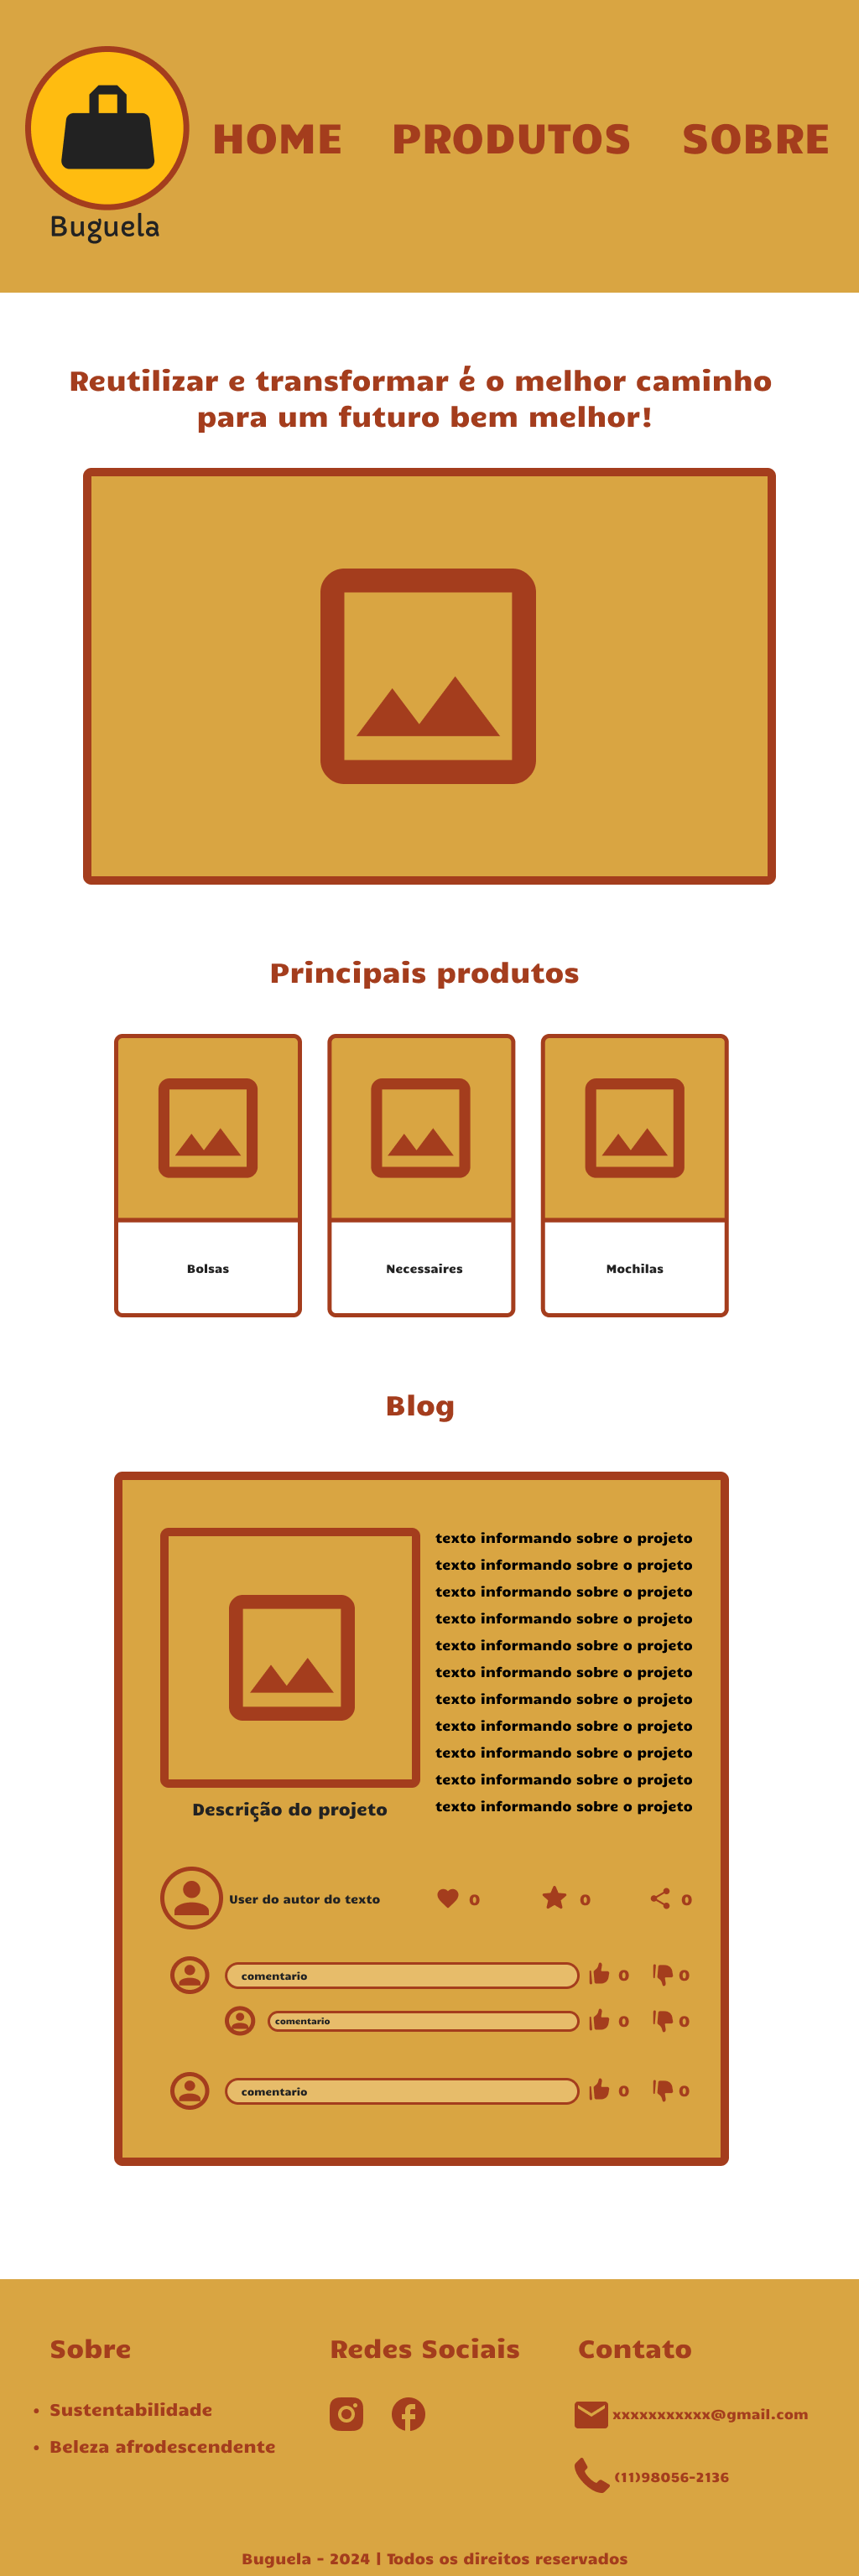 HOME PRODUTOS SOBRE
Buguela
Reutilizar e transformar é o melhor caminho
para um futuro bem melhor!
Principais produtos
Bolsas Necessaires Mochilas
Blog
texto informando sobre o projeto
texto informando sobre o projeto
texto informando sobre o projeto
texto informando sobre o projeto
texto informando sobre o projeto
texto informando sobre o projeto
texto informando sobre o projeto
texto informando sobre o projeto
texto informando sobre o projeto
texto informando sobre o projeto
texto informando sobre o projeto
Descrição do projeto
User do autor do texto 0 0 0
comentario 0 0
comentario 0 0
comentario 0 0
Sobre Redes Sociais Contato
• Sustentabilidade
xxxxxxxxxxx@gmail.com
• Beleza afrodescendente
(11)98056-2136
Buguela - 2024 | Todos os direitos reservados